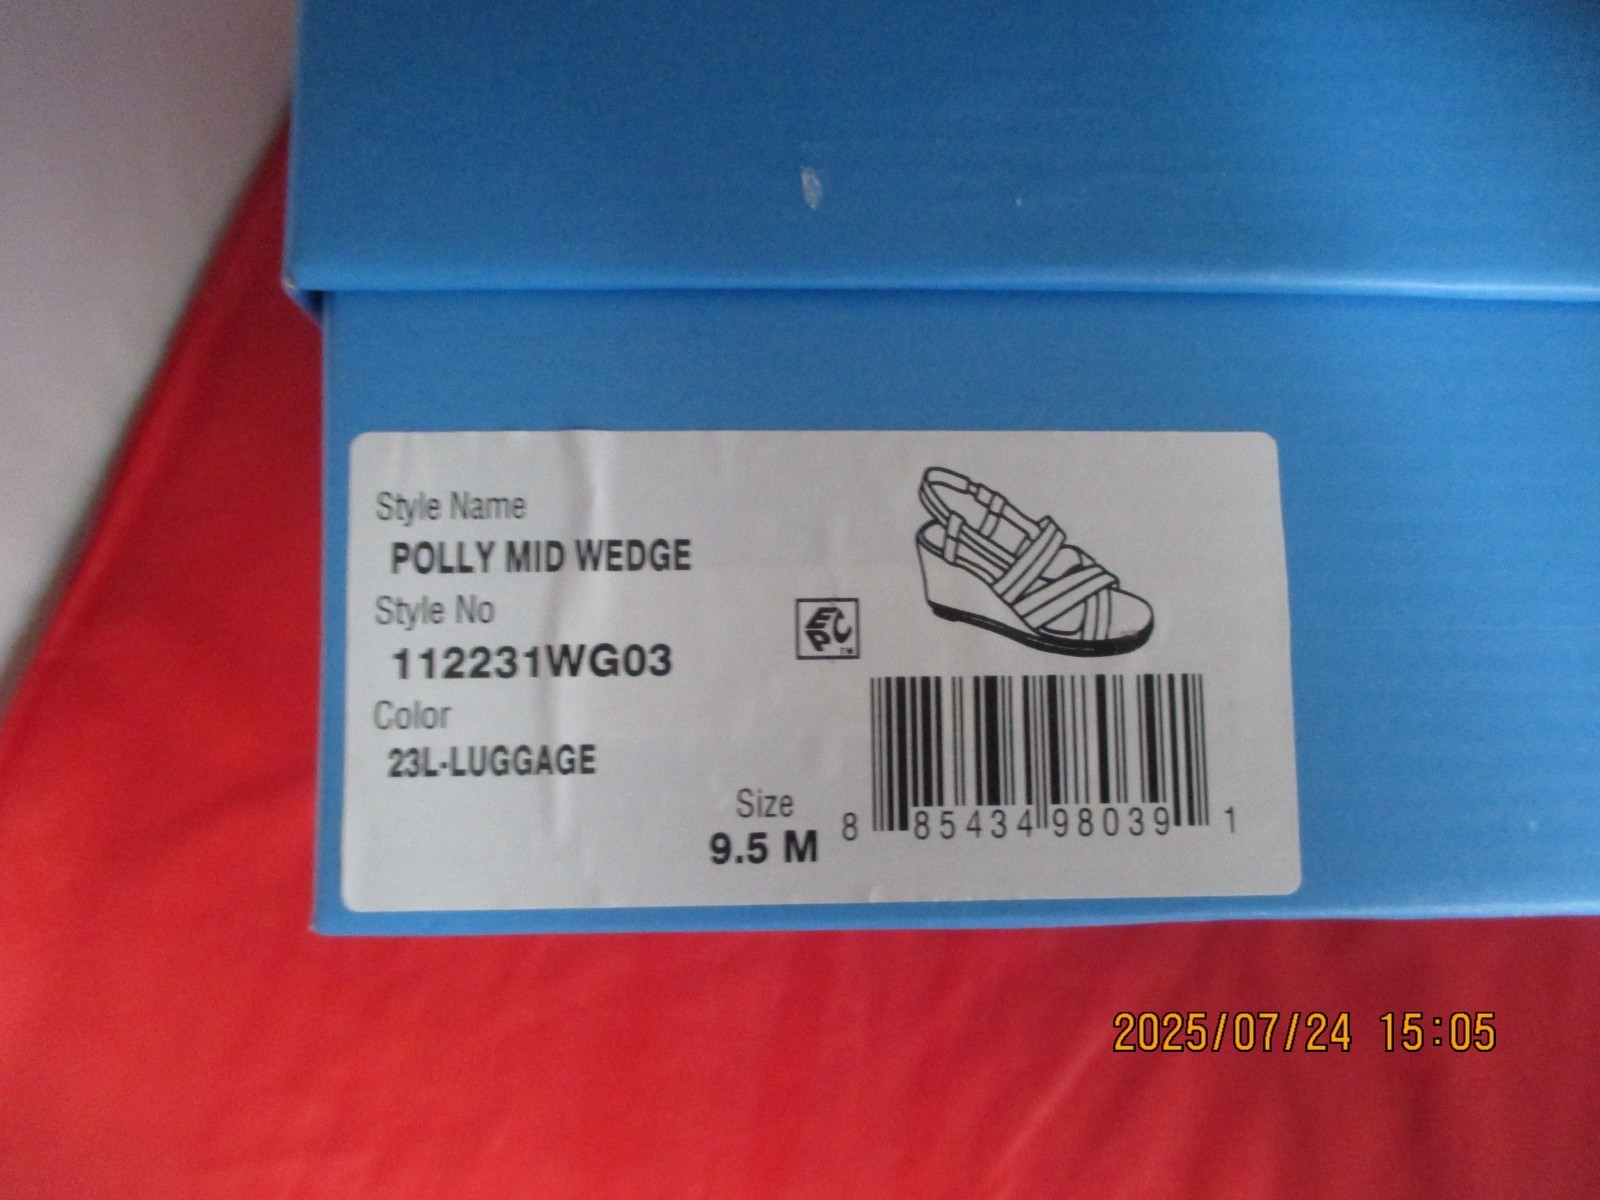 Style Name
POLLY MID WEDGE
Style No
112231WG03
Color
23L-LUGGAGE
Size
9.5 M
EPC™
8 85434 98039 1
2025/07/24 15:05